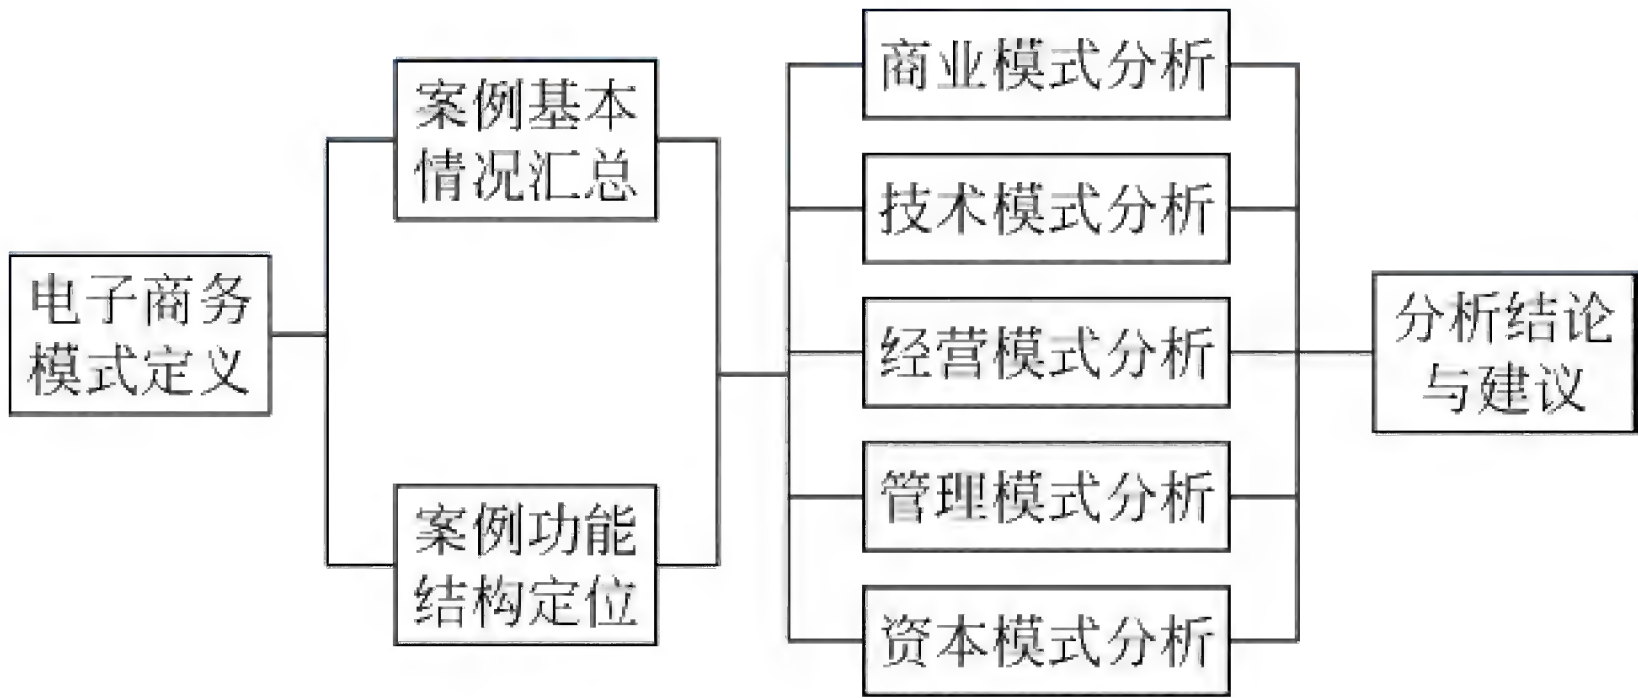 电子商务
模式定义
案例基本
情况汇总
案例功能
结构定位
商业模式分析
技术模式分析
经营模式分析
管理模式分析
资本模式分析
分析结论
与建议